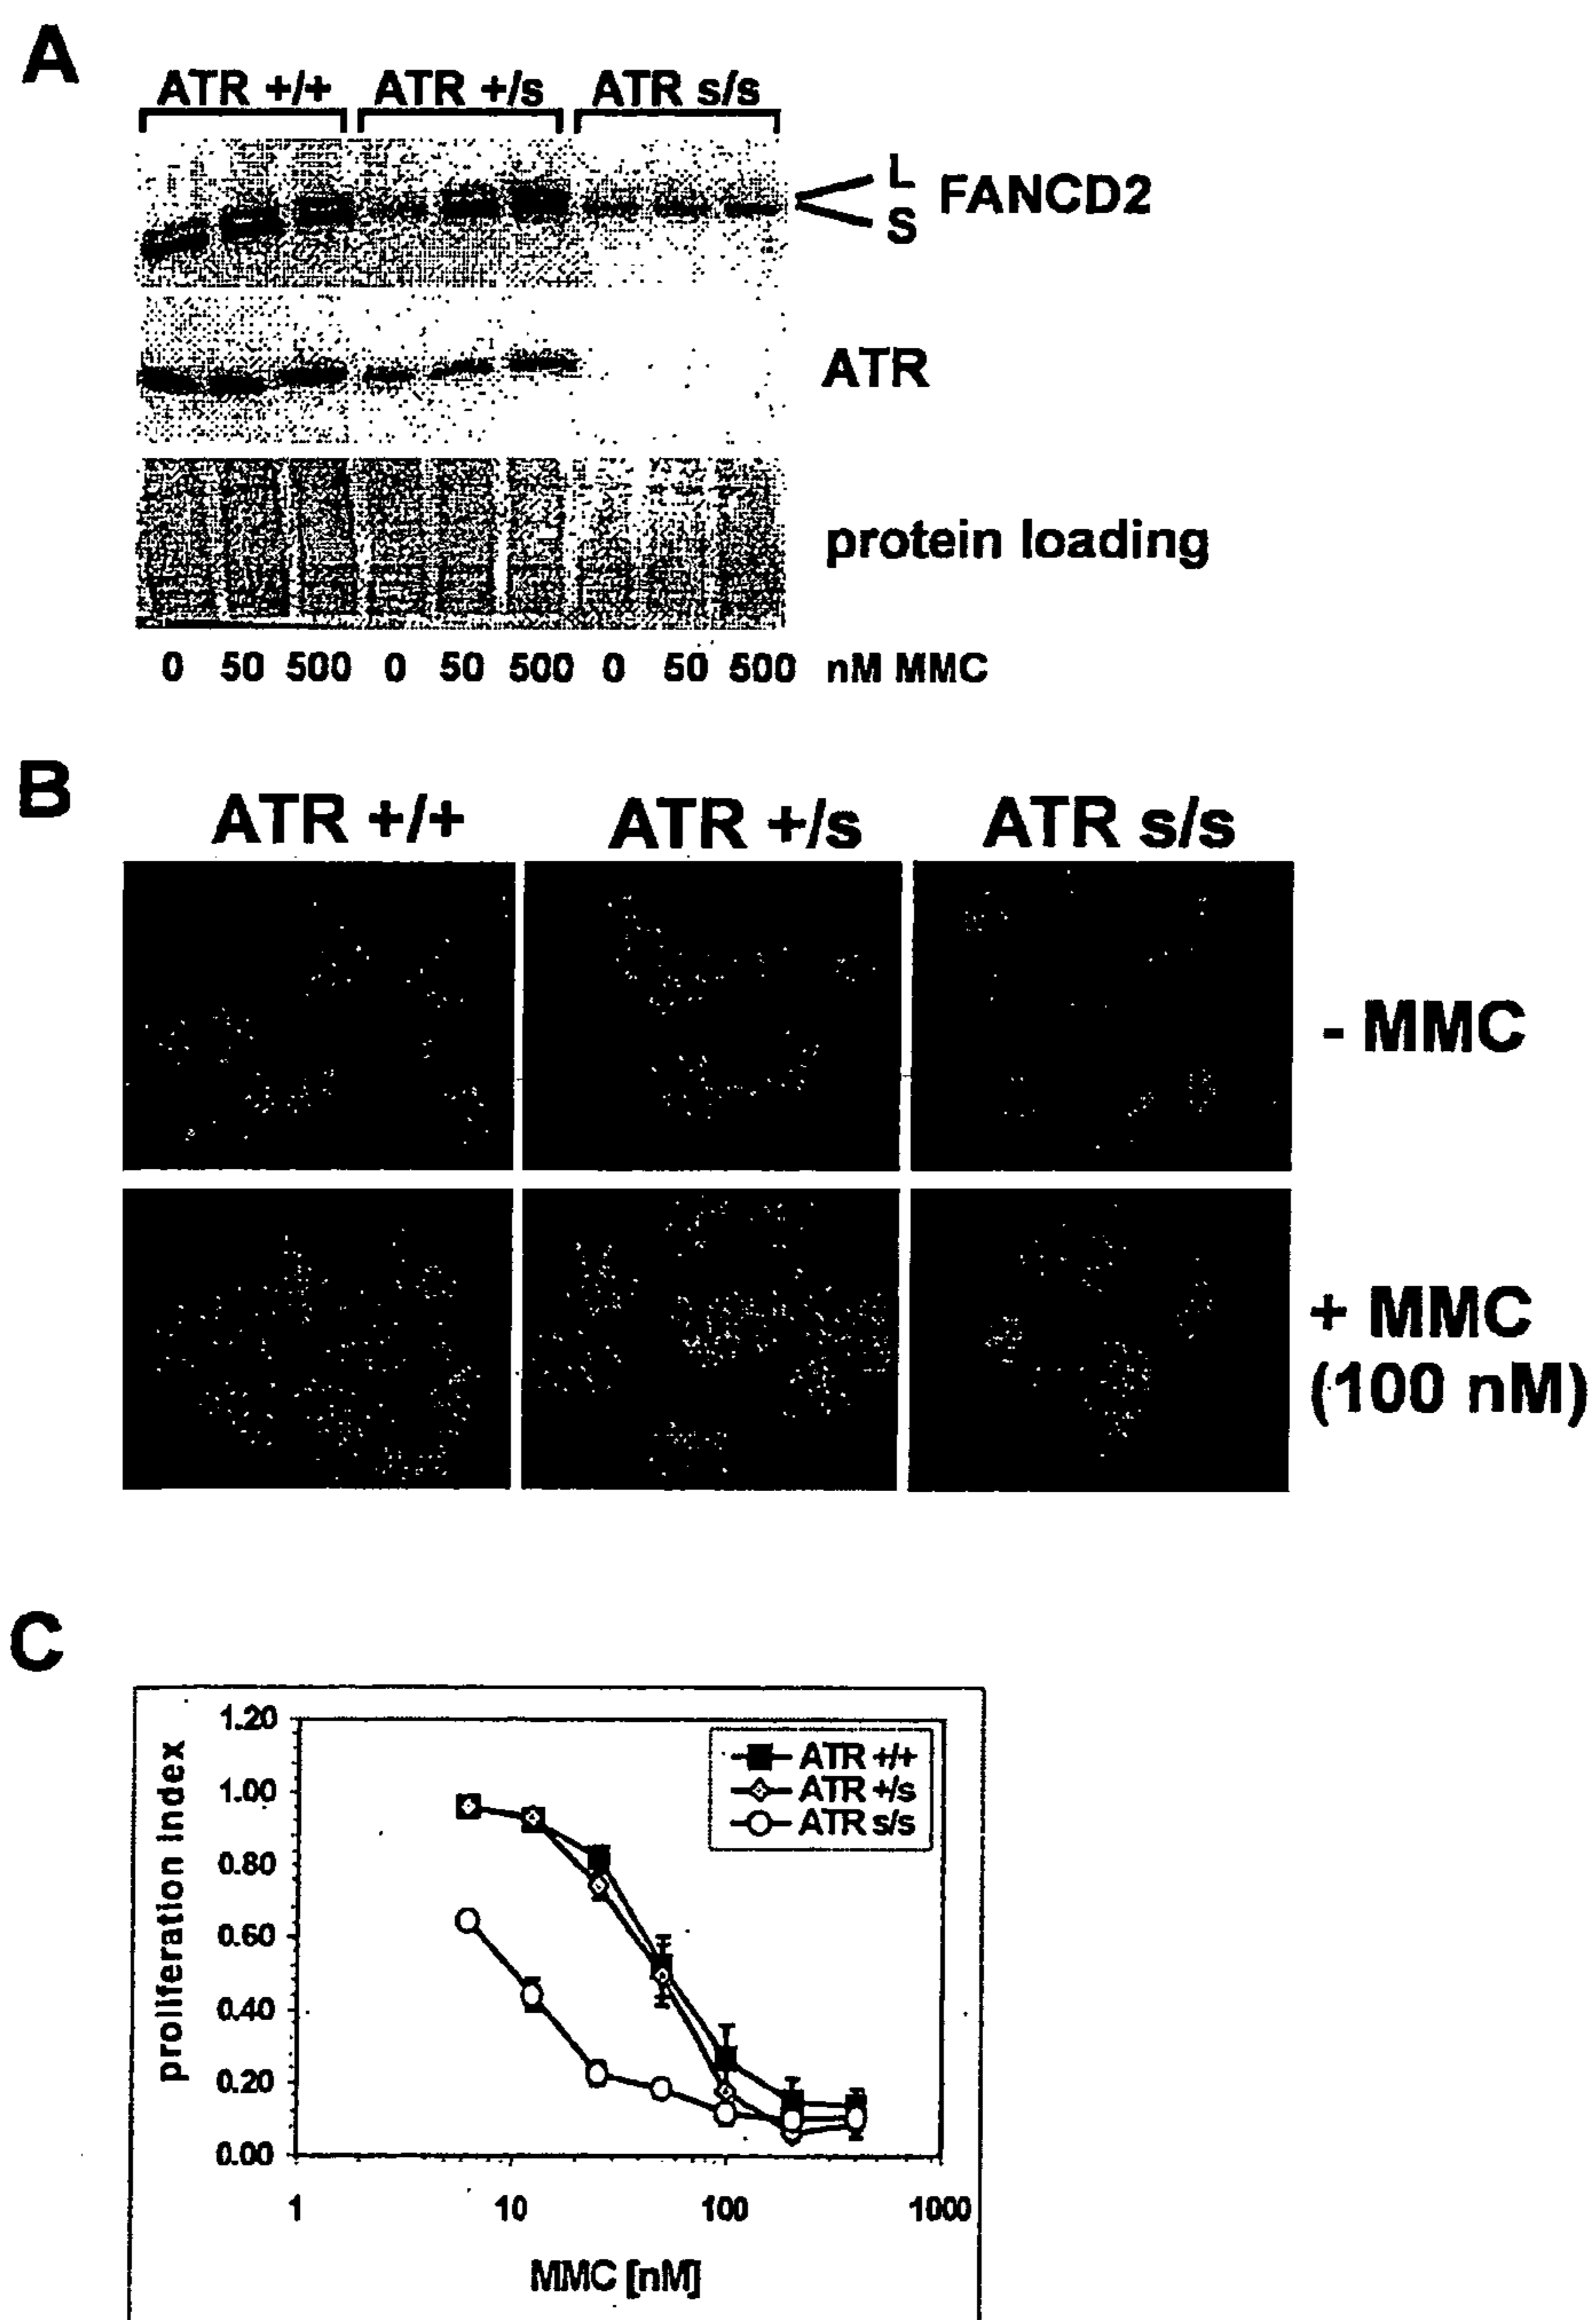 A
ATR +/+ ATR +/s ATR s/s
L
S
FANCD2
ATR
protein loading
0 50 500 0 50 500 0 50 500 nM MMC
B
ATR +/+ ATR +/s ATR s/s
- MMC
+ MMC
(100 nM)
C
1.20
1.00
0.80
0.60
0.40
0.20
0.00
proliferation index
ATR +/+
ATR +/s
ATR s/s
1 10 100 1000
MMC [nM]